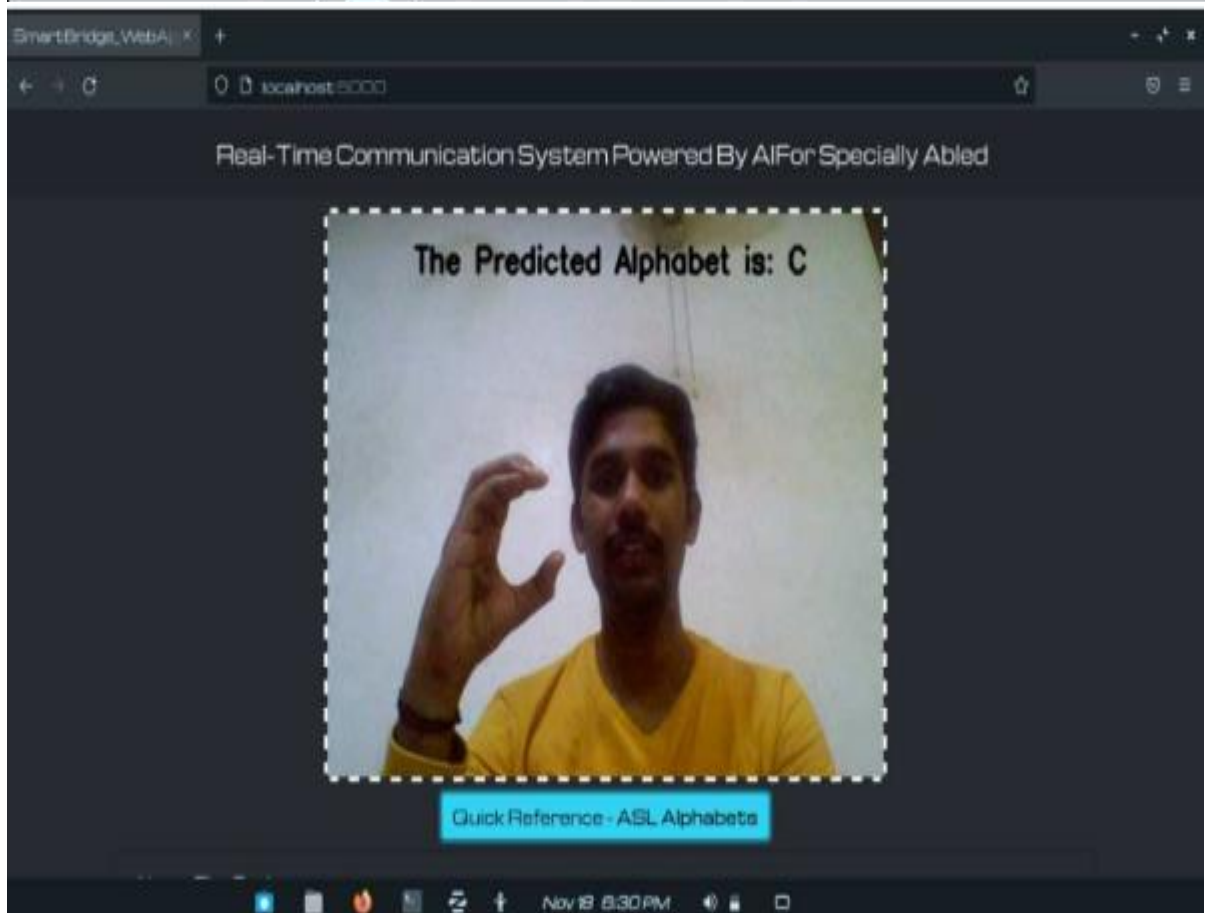 SmartBridge_WebAp
localhost:5000
Real-Time Communication System Powered By AIFor Specially Abled
The Predicted Alphabet is: C
Quick Reference - ASL Alphabets
Nov 18 6:30 PM